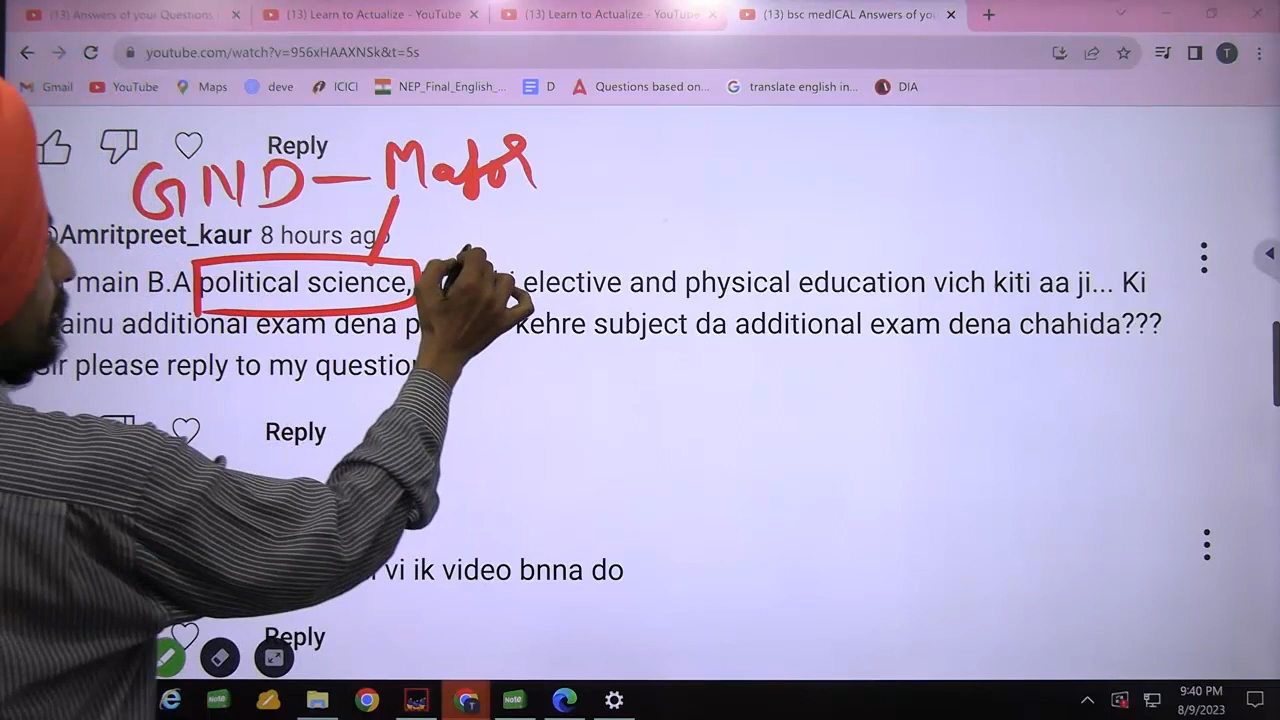 (13) Answers of your Questions
(13) Learn to Actualize - YouTube
(13) Learn to Actualize - YouTube
(13) bsc medICAL Answers of you
youtube.com/watch?v=956xHAAXNSk&t=5s
T
Gmail YouTube Maps deve ICICI NEP_Final_English_... D Questions based on... translate english in... DIA
Reply
GND - Major
@Amritpreet_kaur 8 hours ago
main B.A political science, elective and physical education vich kiti aa ji... Ki
additional exam dena kehre subject da additional exam dena chahida???
Sir please reply to my question
Reply
vi ik video bnna do
Reply
Note Note
9:40 PM
8/9/2023